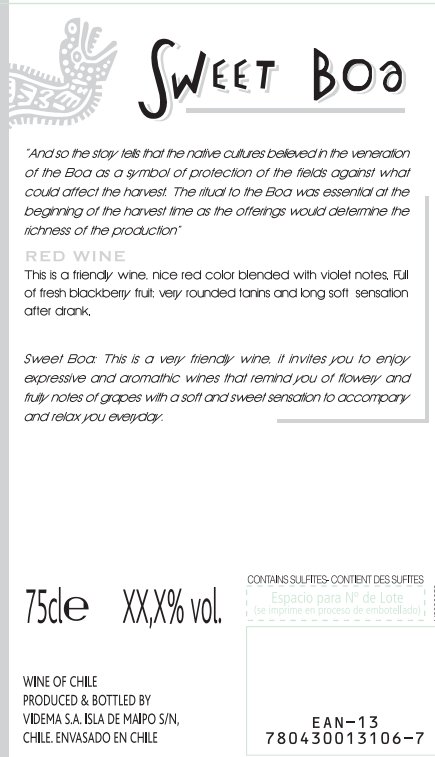 SWEET BOa
"And so the story tells that the native cultures believed in the veneration
of the Boa as a symbol of protection of the fields against what
could affect the harvest. The ritual to the Boa was essential at the
beginning of the harvest time as the offerings would determine the
richness of the production"
RED WINE
This is a friendly wine, nice red color blended with violet notes, Full
of fresh blackberry fruit; very rounded tanins and long soft sensation
after drank,
Sweet Boa: This is a very friendly wine, it invites you to enjoy
expressive and aromathic wines that remind you of flowery and
fruity notes of grapes with a soft and sweet sensation to accompany
and relax you everyday.
CONTAINS SULFITES- CONTIENT DES SUFITES
Espacio para Nº de Lote
(se imprime en proceso de embotellado)
75cl e XX,X% vol.
WINE OF CHILE
PRODUCED & BOTTLED BY
VIDEMA S.A. ISLA DE MAIPO S/N,
CHILE. ENVASADO EN CHILE
EAN-13
780430013106-7